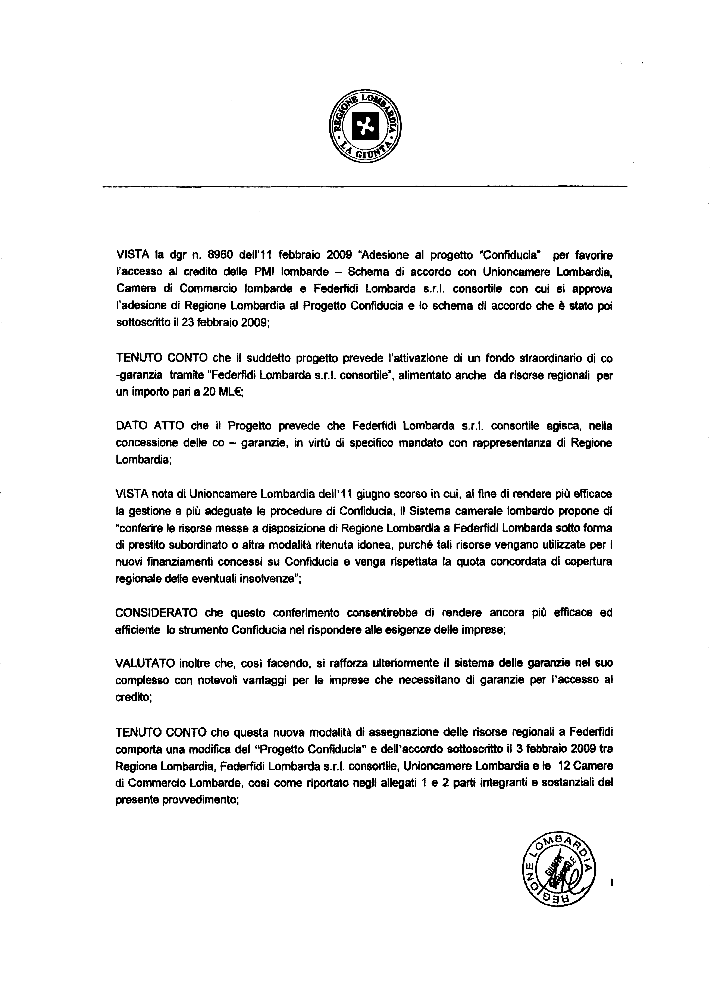 REGIONE LOMBARDIA
LA GIUNTA
VISTA la dgr n. 8960 dell'11 febbraio 2009 "Adesione al progetto "Confiducia" per favorire
l'accesso al credito delle PMI lombarde – Schema di accordo con Unioncamere Lombardia,
Camere di Commercio lombarde e Federfidi Lombarda s.r.l. consortile con cui si approva
l'adesione di Regione Lombardia al Progetto Confiducia e lo schema di accordo che è stato poi
sottoscritto il 23 febbraio 2009;
TENUTO CONTO che il suddetto progetto prevede l'attivazione di un fondo straordinario di co
-garanzia tramite "Federfidi Lombarda s.r.l. consortile", alimentato anche da risorse regionali per
un importo pari a 20 ML€;
DATO ATTO che il Progetto prevede che Federfidi Lombarda s.r.l. consortile agisca, nella
concessione delle co – garanzie, in virtù di specifico mandato con rappresentanza di Regione
Lombardia;
VISTA nota di Unioncamere Lombardia dell'11 giugno scorso in cui, al fine di rendere più efficace
la gestione e più adeguate le procedure di Confiducia, il Sistema camerale lombardo propone di
"conferire le risorse messe a disposizione di Regione Lombardia a Federfidi Lombarda sotto forma
di prestito subordinato o altra modalità ritenuta idonea, purché tali risorse vengano utilizzate per i
nuovi finanziamenti concessi su Confiducia e venga rispettata la quota concordata di copertura
regionale delle eventuali insolvenze";
CONSIDERATO che questo conferimento consentirebbe di rendere ancora più efficace ed
efficiente lo strumento Confiducia nel rispondere alle esigenze delle imprese;
VALUTATO inoltre che, così facendo, si rafforza ulteriormente il sistema delle garanzie nel suo
complesso con notevoli vantaggi per le imprese che necessitano di garanzie per l'accesso al
credito;
TENUTO CONTO che questa nuova modalità di assegnazione delle risorse regionali a Federfidi
comporta una modifica del "Progetto Confiducia" e dell'accordo sottoscritto il 3 febbraio 2009 tra
Regione Lombardia, Federfidi Lombarda s.r.l. consortile, Unioncamere Lombardia e le 12 Camere
di Commercio Lombarde, così come riportato negli allegati 1 e 2 parti integranti e sostanziali del
presente provvedimento;
REGIONE LOMBARDIA
GIUNTA
REGIONALE
1